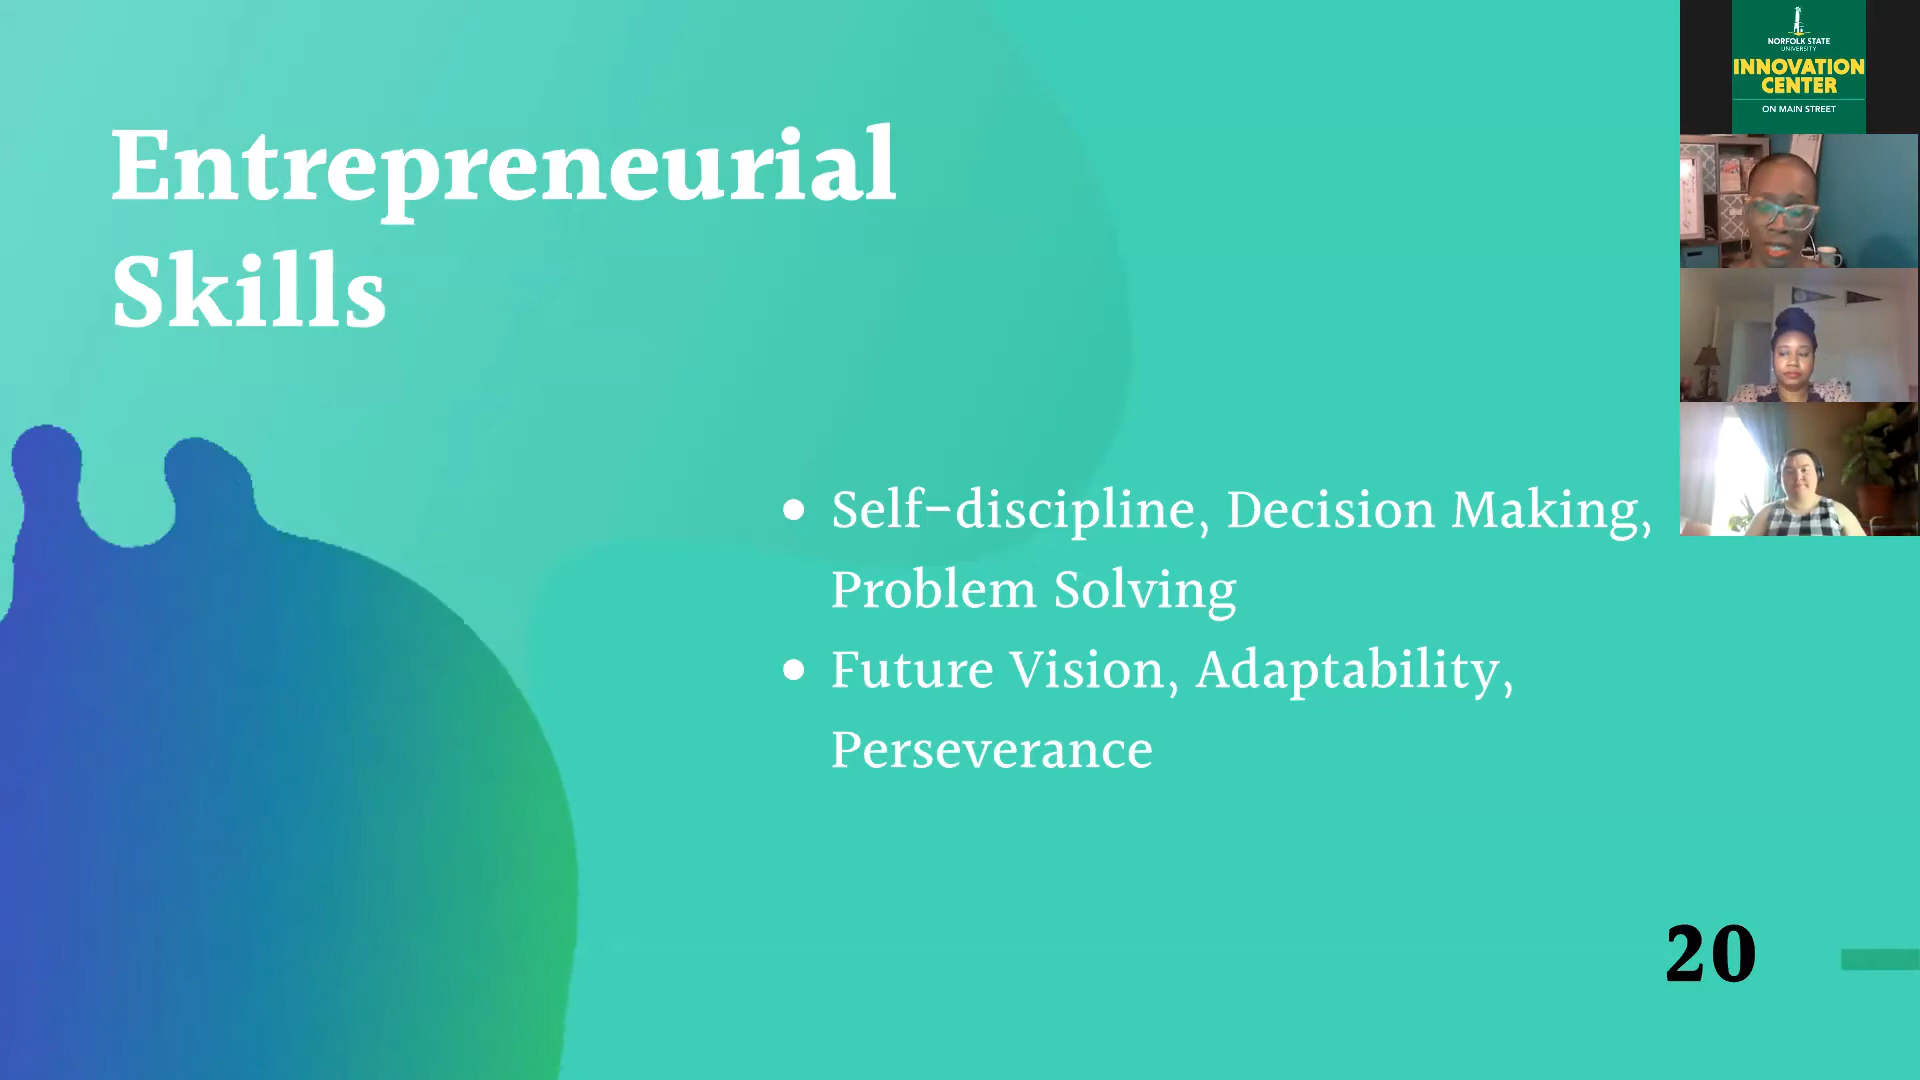 Entrepreneurial
Skills
• Self-discipline, Decision Making,
Problem Solving
• Future Vision, Adaptability,
Perseverance
20
NORFOLK STATE
UNIVERSITY
INNOVATION
CENTER
ON MAIN STREET